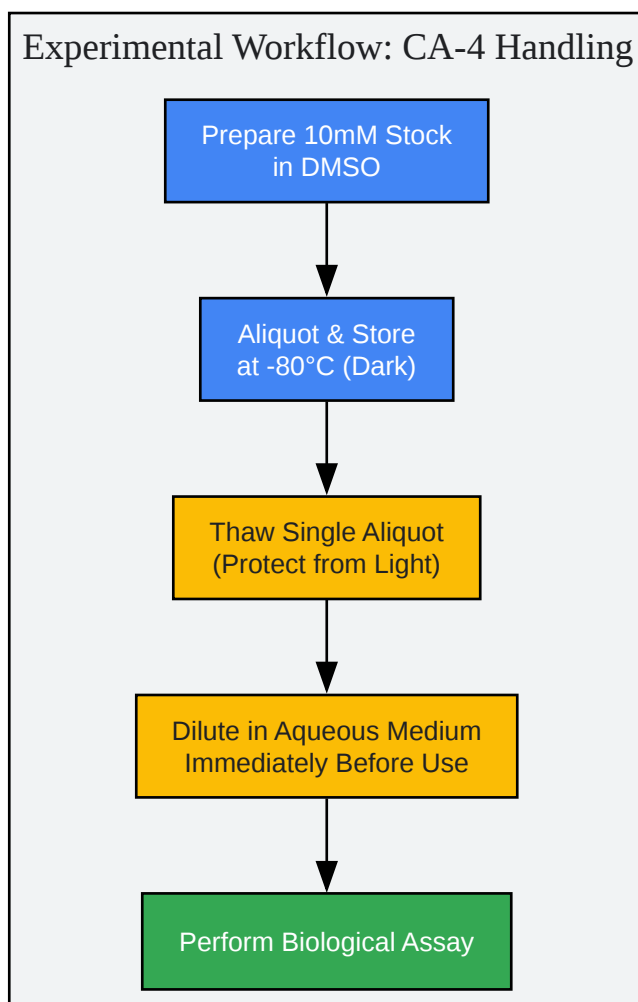 Experimental Workflow: CA-4 Handling
Prepare 10mM Stock
in DMSO
Aliquot & Store
at -80°C (Dark)
Thaw Single Aliquot
(Protect from Light)
Dilute in Aqueous Medium
Immediately Before Use
Perform Biological Assay